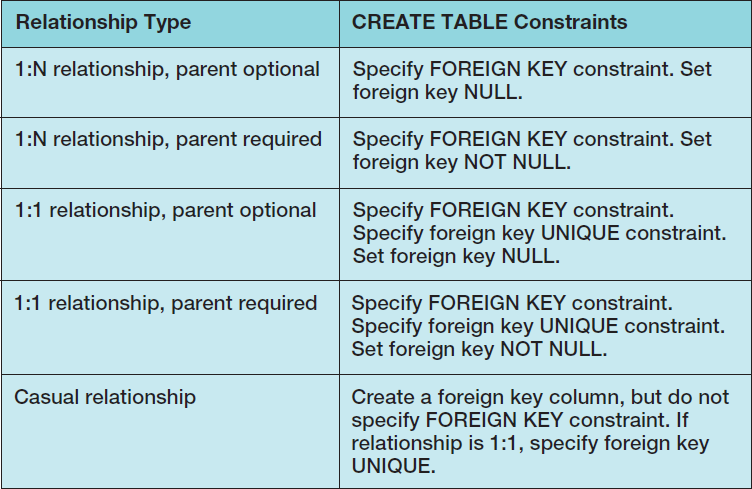 Relationship Type
CREATE TABLE Constraints
1:N relationship, parent optional
Specify FOREIGN KEY constraint. Set
foreign key NULL.
1:N relationship, parent required
Specify FOREIGN KEY constraint. Set
foreign key NOT NULL.
1:1 relationship, parent optional
Specify FOREIGN KEY constraint.
Specify foreign key UNIQUE constraint.
Set foreign key NULL.
1:1 relationship, parent required
Specify FOREIGN KEY constraint.
Specify foreign key UNIQUE constraint.
Set foreign key NOT NULL.
Casual relationship
Create a foreign key column, but do not
specify FOREIGN KEY constraint. If
relationship is 1:1, specify foreign key
UNIQUE.